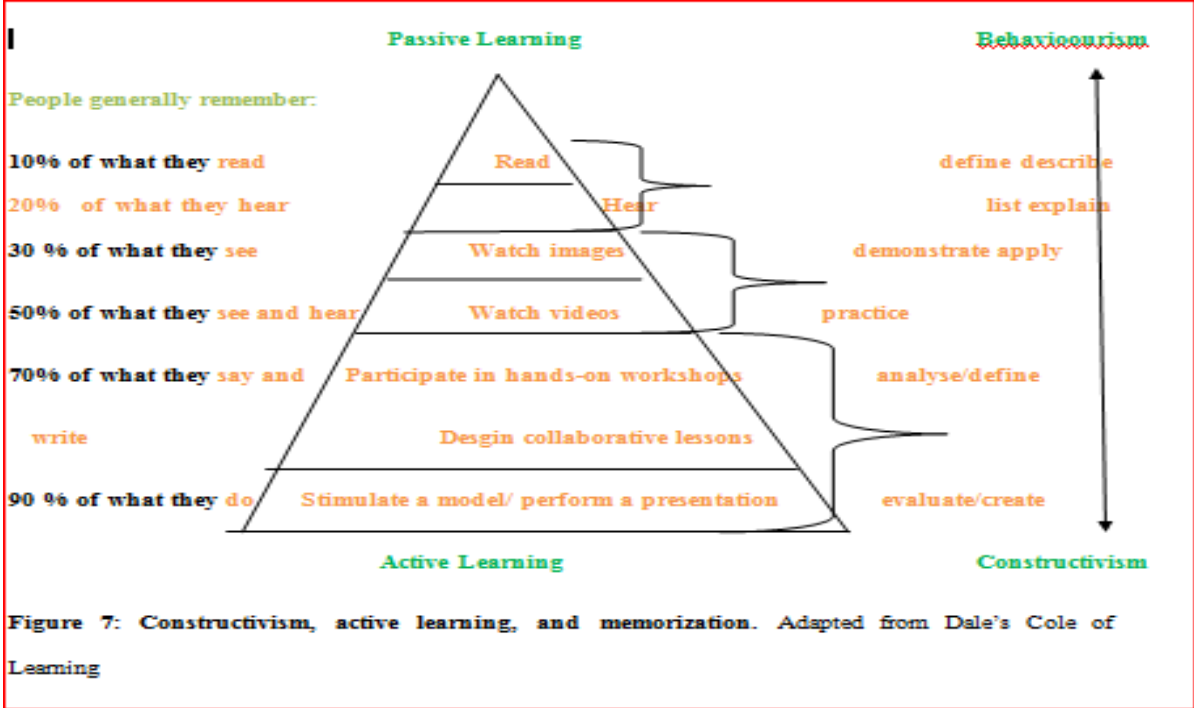 Passive Learning Behavioourism
People generally remember:
10% of what they read Read define describe
20% of what they hear Hear list explain
30 % of what they see Watch images demonstrate apply
50% of what they see and hear Watch videos practice
70% of what they say and Participate in hands-on workshops analyse/define
write Desgin collaborative lessons
90 % of what they do Stimulate a model/ perform a presentation evaluate/create
Active Learning Constructivism
Figure 7: Constructivism, active learning, and memorization. Adapted from Dale's Cole of
Learning